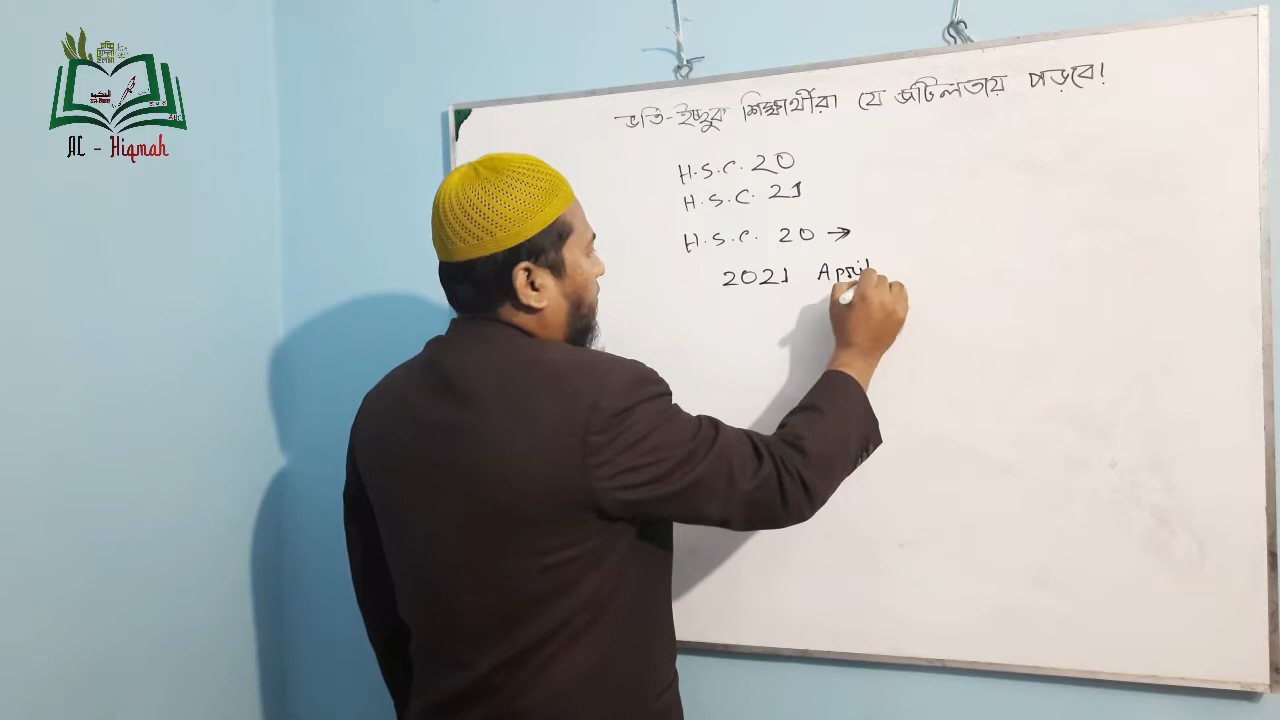 AL - Hiqmah
ভর্তি-ইচ্ছুক শিক্ষার্থীরা যে জটিলতায় পড়বে!
H.S.C. 20
H.S.C. 21
H.S.C. 20 →
2021 April